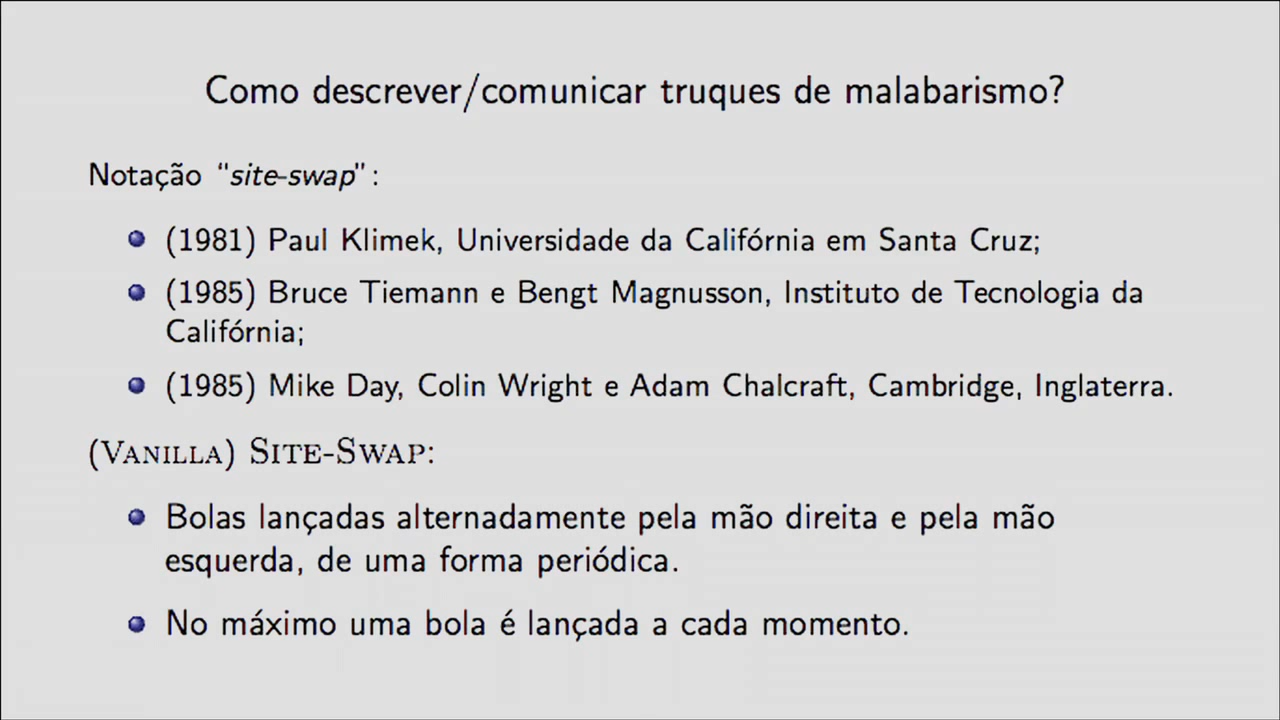 Como descrever/comunicar truques de malabarismo?
Notação “site-swap”:
(1981) Paul Klimek, Universidade da Califórnia em Santa Cruz;
(1985) Bruce Tiemann e Bengt Magnusson, Instituto de Tecnologia da
Califórnia;
(1985) Mike Day, Colin Wright e Adam Chalcraft, Cambridge, Inglaterra.
(Vanilla) Site-Swap:
Bolas lançadas alternadamente pela mão direita e pela mão
esquerda, de uma forma periódica.
No máximo uma bola é lançada a cada momento.